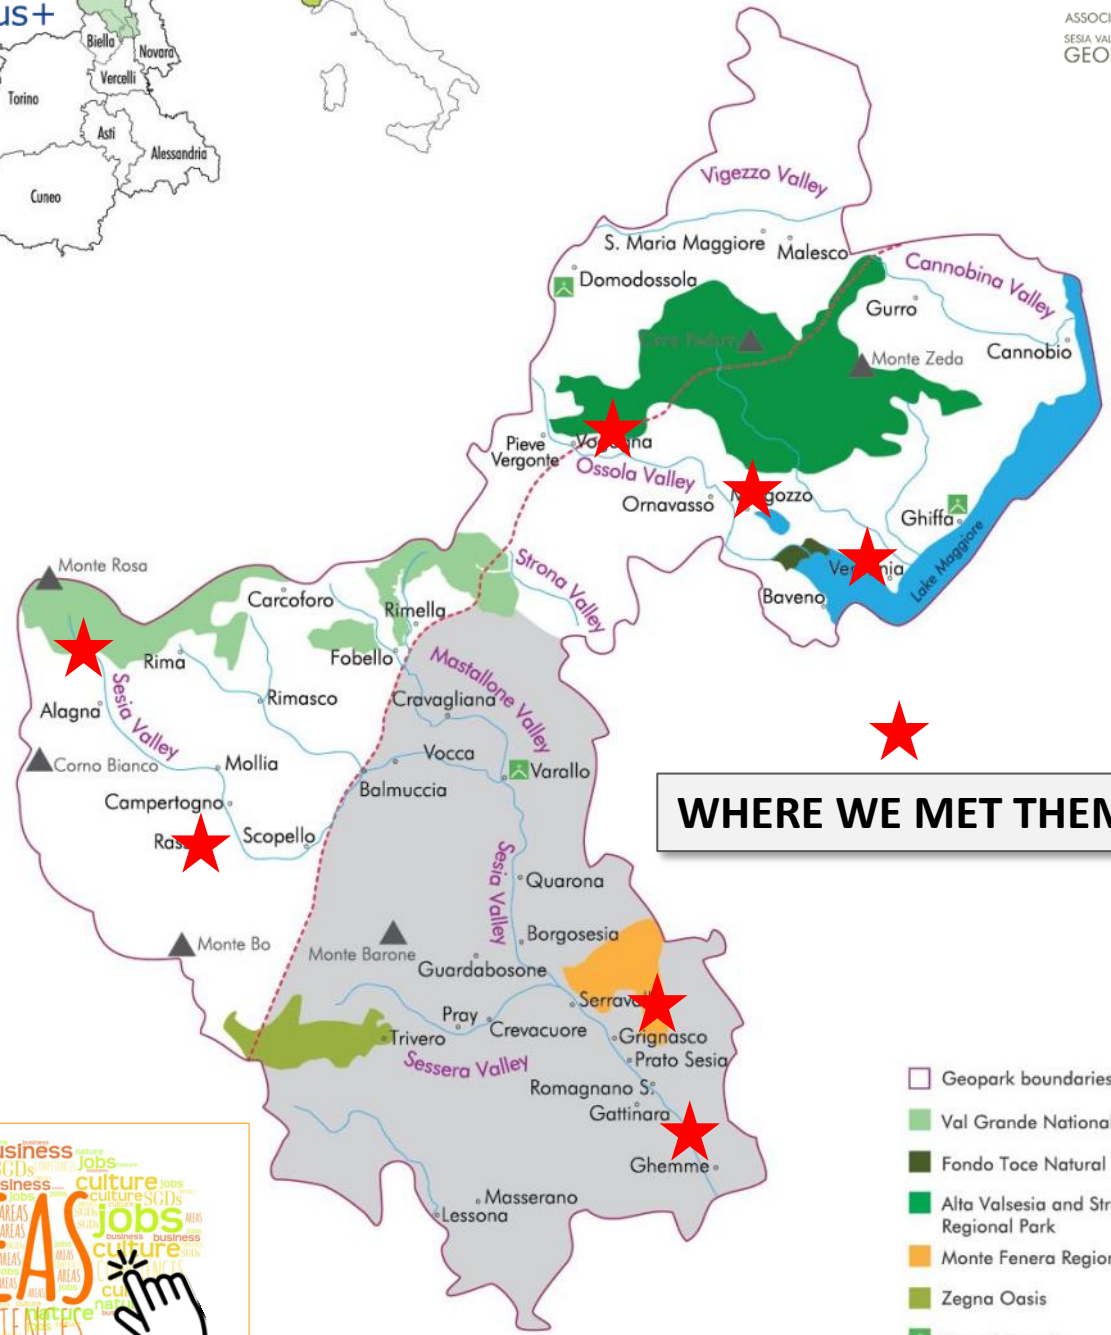 us+
Biella
Novara
Vercelli
Torino
Asti
Alessandria
Cuneo
ASSOCI
SESIA VAL
GEO
Vigezzo Valley
S. Maria Maggiore
Malesco
Domodossola
Cannobina Valley
Gurro
Cannobio
Monte Zeda
Pieve
Vergonte
Ossola Valley
Ornavasso
Ghiffa
Lake Maggiore
Baveno
Strona Valley
Monte Rosa
Carcoforo
Rimella
Rima
Fobello
Mastallone Valley
Sesia Valley
Rimasco
Cravagliana
Alagna
Corno Bianco
Mollia
Vocca
Varallo
Balmuccia
Campertogno
Scopello
WHERE WE MET THEM
Sesia Valley
Quarona
Borgosesia
Monte Bo
Monte Barone
Guardabosone
Pray
Crevacuore
Trivero
Grignasco
Prato Sesia
Sessera Valley
Romagnano S.
Gattinara
Ghemme
Masserano
Lessona
Geopark boundaries
Val Grande National
Fondo Toce Natural
Alta Valsesia and Str
Regional Park
Monte Fenera Region
Zegna Oasis
jobs
culture
SGDs
jobs
business
culture
nature
AREAS
EAS